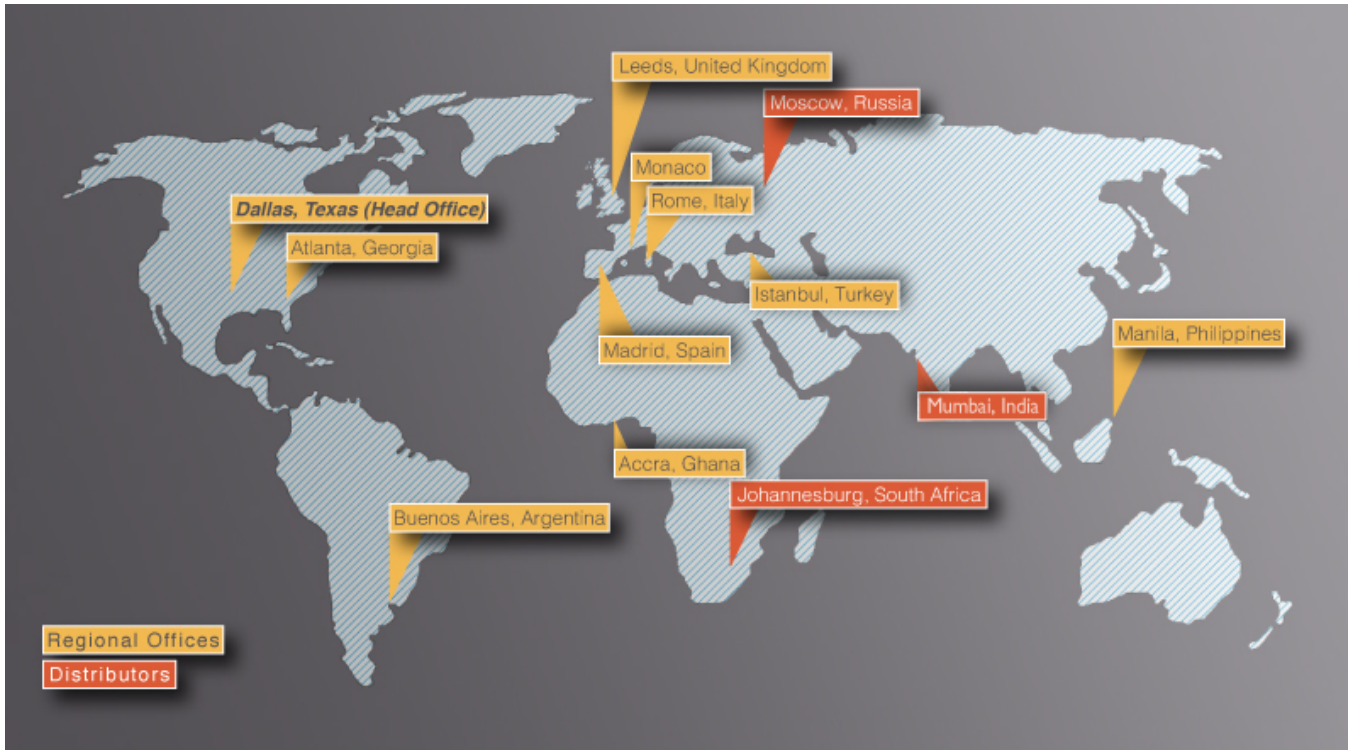 Leeds, United Kingdom
Moscow, Russia
Monaco
Rome, Italy
Dallas, Texas (Head Office)
Atlanta, Georgia
Istanbul, Turkey
Manila, Philippines
Madrid, Spain
Mumbai, India
Accra, Ghana
Johannesburg, South Africa
Buenos Aires, Argentina
Regional Offices
Distributors